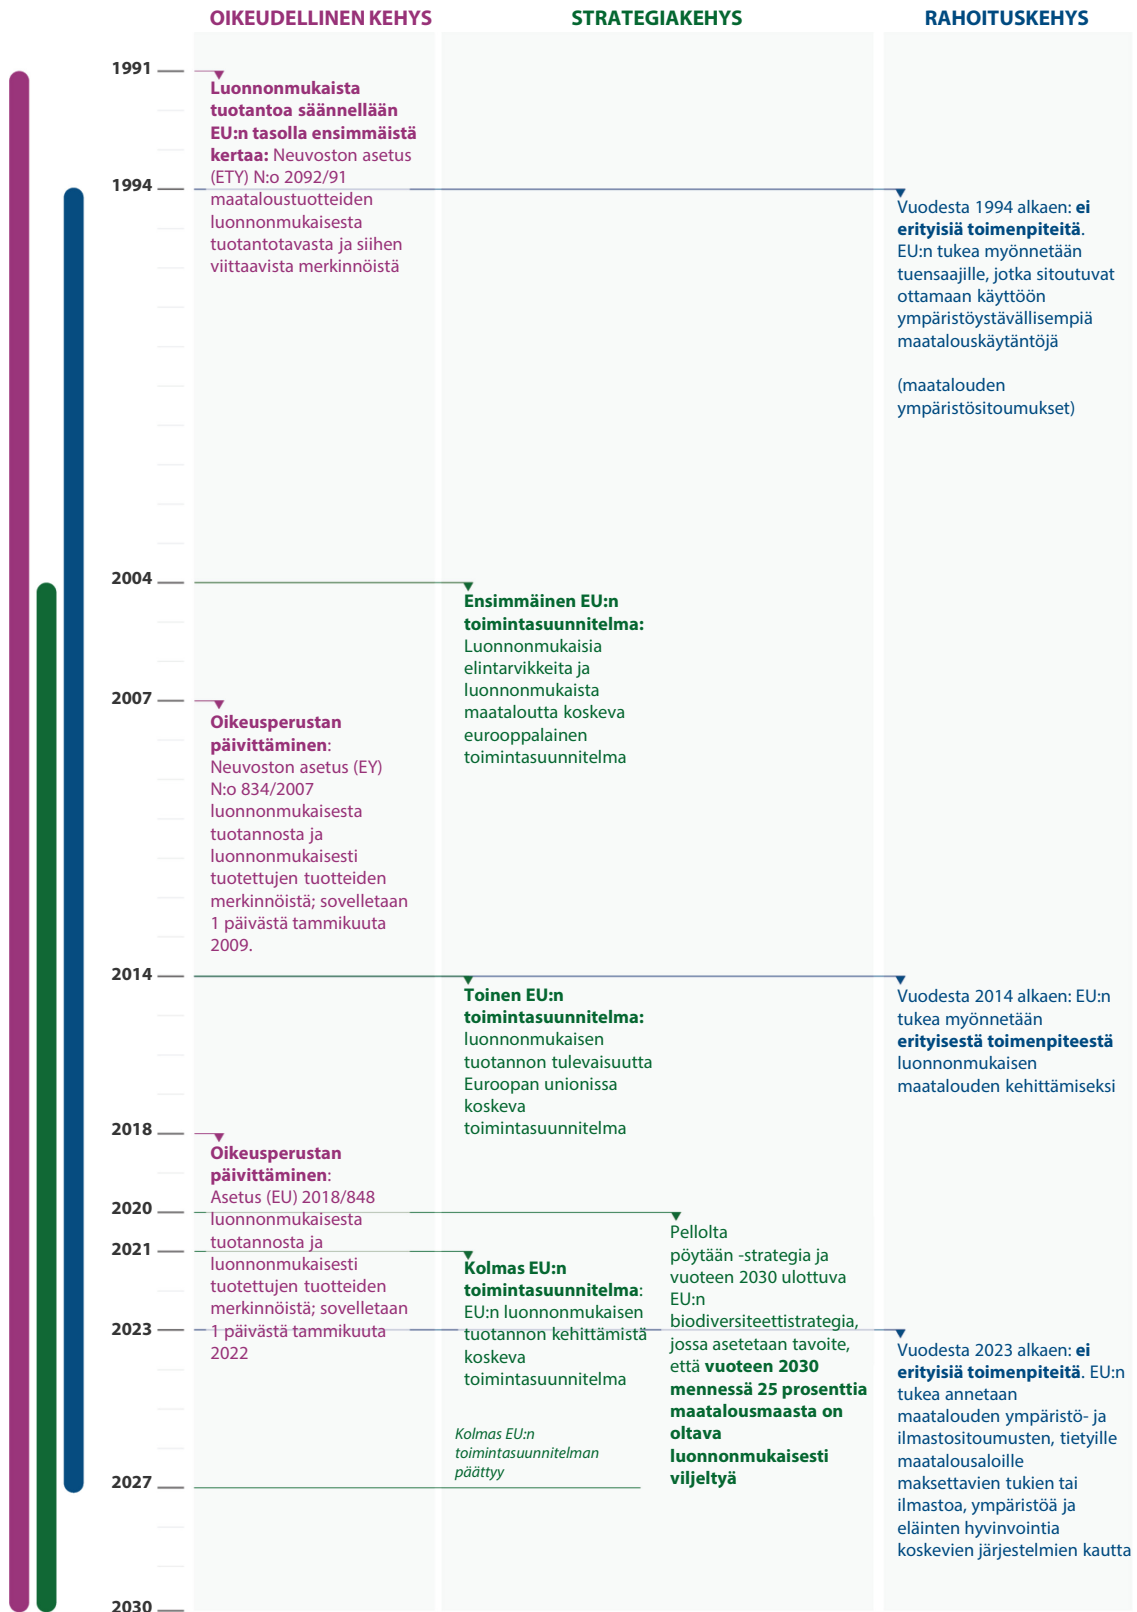 OIKEUDELLINEN KEHYS
STRATEGIAKEHYS
RAHOITUSKEHYS
1991
Luonnonmukaista
tuotantoa säännellään
EU:n tasolla ensimmäistä
kertaa: Neuvoston asetus
(ETY) N:o 2092/91
maataloustuotteiden
luonnonmukaisesta
tuotantotavasta ja siihen
viittaavista merkinnöistä
1994
Vuodesta 1994 alkaen: ei
erityisiä toimenpiteitä.
EU:n tukea myönnetään
tuensaajille, jotka sitoutuvat
ottamaan käyttöön
ympäristöystävällisempiä
maatalouskäytäntöjä
(maatalouden
ympäristösitoumukset)
2004
Ensimmäinen EU:n
toimintasuunnitelma:
Luonnonmukaisia
elintarvikkeita ja
luonnonmukaista
maataloutta koskeva
eurooppalainen
toimintasuunnitelma
2007
Oikeusperustan
päivittäminen:
Neuvoston asetus (EY)
N:o 834/2007
luonnonmukaisesta
tuotannosta ja
luonnonmukaisesti
tuotettujen tuotteiden
merkinnöistä; sovelletaan
1 päivästä tammikuuta
2009.
2014
Toinen EU:n
toimintasuunnitelma:
luonnonmukaisen
tuotannon tulevaisuutta
Euroopan unionissa
koskeva
toimintasuunnitelma
Vuodesta 2014 alkaen: EU:n
tukea myönnetään
erityisestä toimenpiteestä
luonnonmukaisen
maatalouden kehittämiseksi
2018
Oikeusperustan
päivittäminen:
Asetus (EU) 2018/848
luonnonmukaisesta
tuotannosta ja
luonnonmukaisesti
tuotettujen tuotteiden
merkinnöistä; sovelletaan
1 päivästä tammikuuta
2022
2020
Pellolta
pöytään -strategia ja
vuoteen 2030 ulottuva
EU:n
biodiversiteettistrategia,
jossa asetetaan tavoite,
että vuoteen 2030
mennessä 25 prosenttia
maatalousmaasta on
oltava
luonnonmukaisesti
viljeltyä
2021
Kolmas EU:n
toimintasuunnitelma:
EU:n luonnonmukaisen
tuotannon kehittämistä
koskeva
toimintasuunnitelma
2023
Vuodesta 2023 alkaen: ei
erityisiä toimenpiteitä. EU:n
tukea annetaan
maatalouden ympäristö- ja
ilmastositoumusten, tietyille
maatalousaloille
maksettavien tukien tai
ilmastoa, ympäristöä ja
eläinten hyvinvointia
koskevien järjestelmien kautta
Kolmas EU:n
toimintasuunnitelman
päättyy
2027
2030